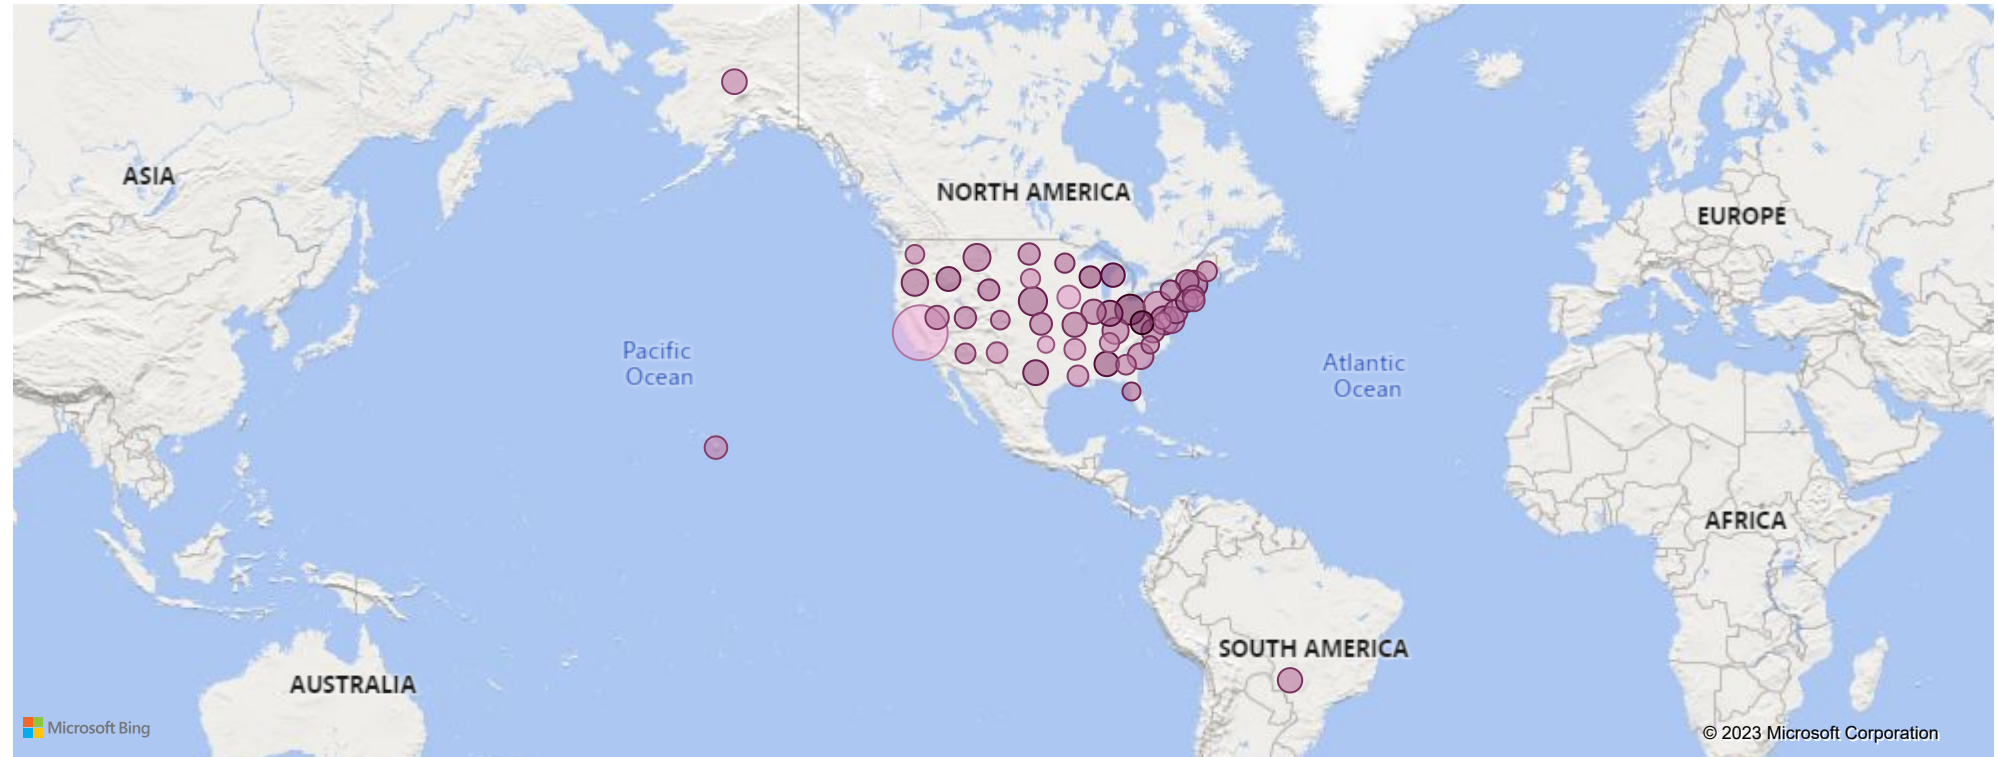 ASIA
NORTH AMERICA
EUROPE
Pacific
Ocean
Atlantic
Ocean
AFRICA
SOUTH AMERICA
AUSTRALIA
Microsoft Bing
© 2023 Microsoft Corporation